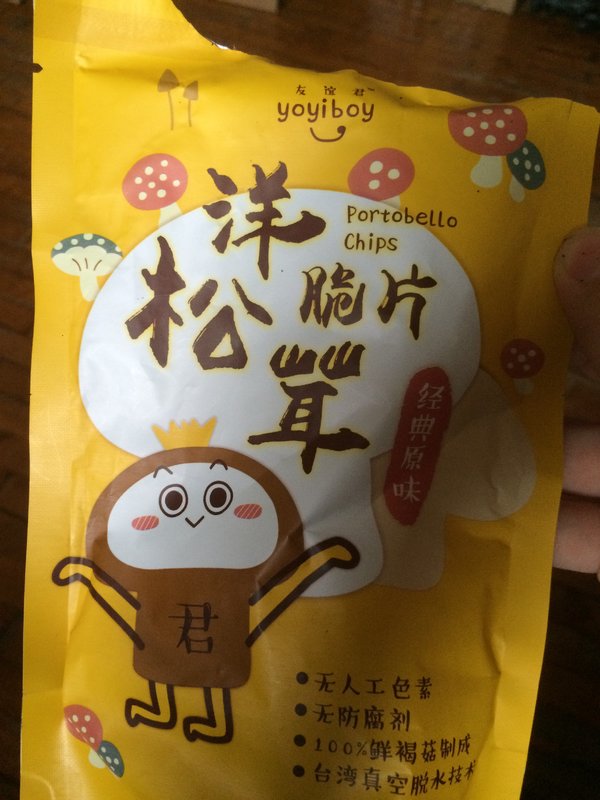 友谊君™
yoyiboy
洋松茸
脆片
Portobello
Chips
经典原味
君
无人工色素
无防腐剂
100%鲜褐菇制成
台湾真空脱水技术